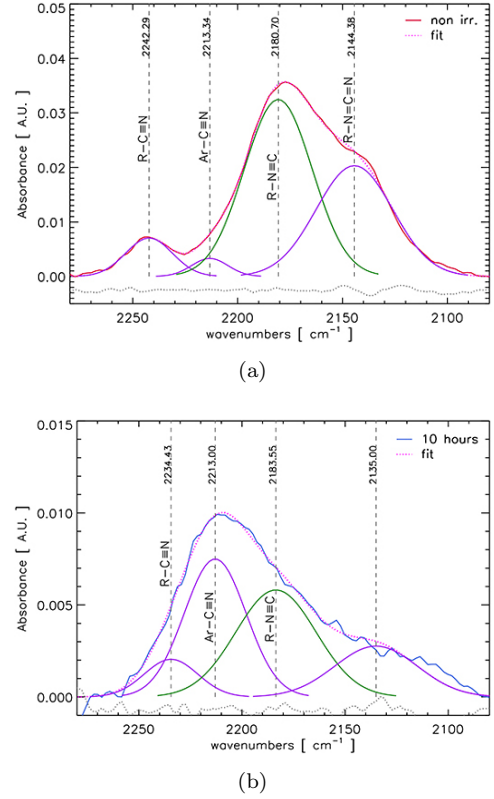 0.05
0.04
0.03
0.02
0.01
0.00
Absorbance [ A.U. ]
2242.29
2213.34
2180.70
2144.38
R-C≡N
Ar-C≡N
R-N≡C
R-N=C=N
non irr.
fit
2250
2200
2150
2100
wavenumbers [ cm⁻¹ ]
(a)
0.015
0.010
0.005
0.000
Absorbance [ A.U. ]
2234.43
2213.00
2183.55
2135.00
R-C≡N
Ar-C≡N
R-N≡C
10 hours
fit
2250
2200
2150
2100
wavenumbers [ cm⁻¹ ]
(b)